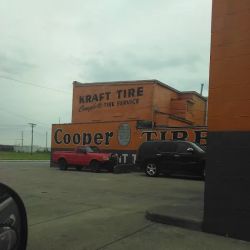 KRAFT TIRE
Complete TIRE SERVICE
Cooper TIRE